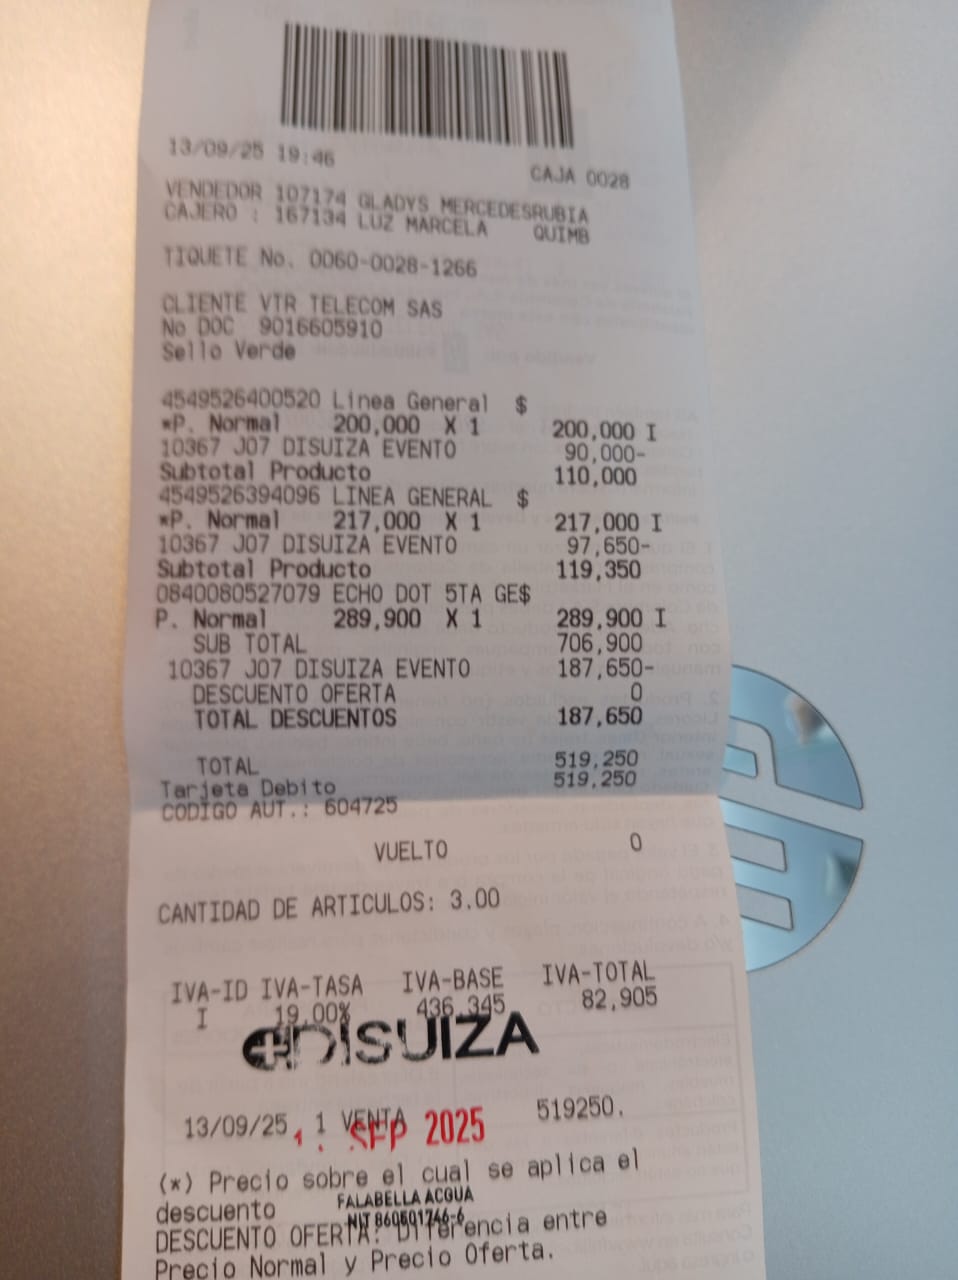 13/09/25 19:46
CAJA 0028
VENDEDOR 107174 GLADYS MERCEDESRUBIA
CAJERO : 167134 LUZ MARCELA QUIMB
TIQUETE No. 0060-0028-1266
CLIENTE VTR TELECOM SAS
No DOC 9016605910
Sello Verde
4549526400520 Linea General $
*P. Normal 200,000 X 1 200,000 I
10367 J07 DISUIZA EVENTO 90,000-
Subtotal Producto 110,000
4549526394096 LINEA GENERAL $
*P. Normal 217,000 X 1 217,000 I
10367 J07 DISUIZA EVENTO 97,650-
Subtotal Producto 119,350
0840080527079 ECHO DOT 5TA GE$
P. Normal 289,900 X 1 289,900 I
SUB TOTAL 706,900
10367 J07 DISUIZA EVENTO 187,650-
DESCUENTO OFERTA 0
TOTAL DESCUENTOS 187,650
TOTAL 519,250
Tarjeta Debito 519,250
CODIGO AUT.: 604725
VUELTO 0
CANTIDAD DE ARTICULOS: 3.00
IVA-ID IVA-TASA IVA-BASE IVA-TOTAL
I 19.00% 436,345 82,905
DISUIZA
13/09/25 1 VENTA 519250.
SEP 2025
(*) Precio sobre el cual se aplica el
descuento
FALABELLA ACQUA
NIT 860501746-6
DESCUENTO OFERTA: Diferencia entre
Precio Normal y Precio Oferta.